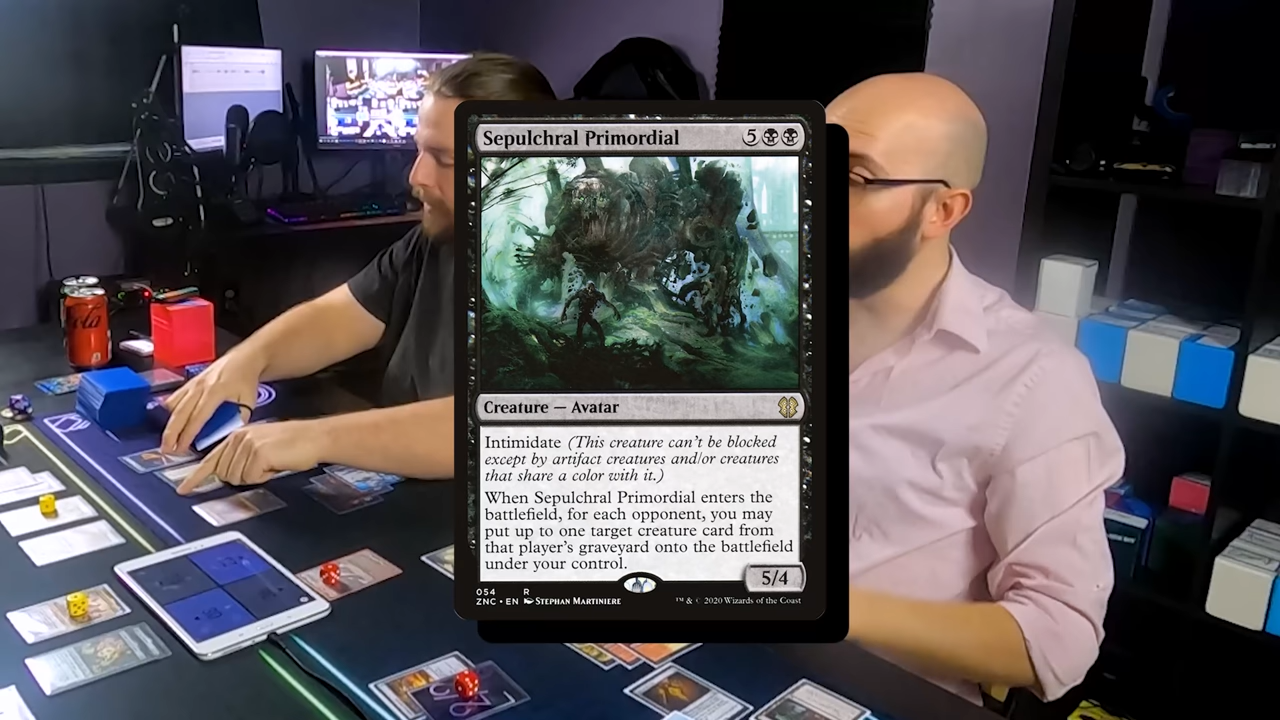 Sepulchral Primordial 5
Creature — Avatar
Intimidate (This creature can't be blocked
except by artifact creatures and/or creatures
that share a color with it.)
When Sepulchral Primordial enters the
battlefield, for each opponent, you may
put up to one target creature card from
that player's graveyard onto the battlefield
under your control.
5/4
054 R
ZNC • EN Stephan Martiniere ™ & © 2020 Wizards of the Coast